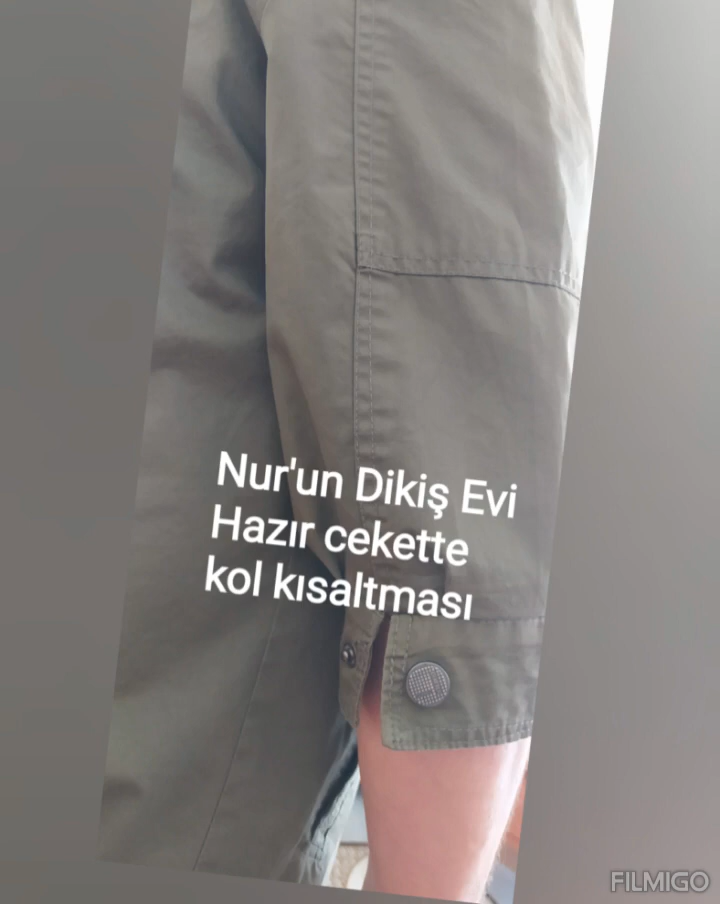 Nur'un Dikiş Evi
Hazır cekette
kol kısaltması
FILMIGO